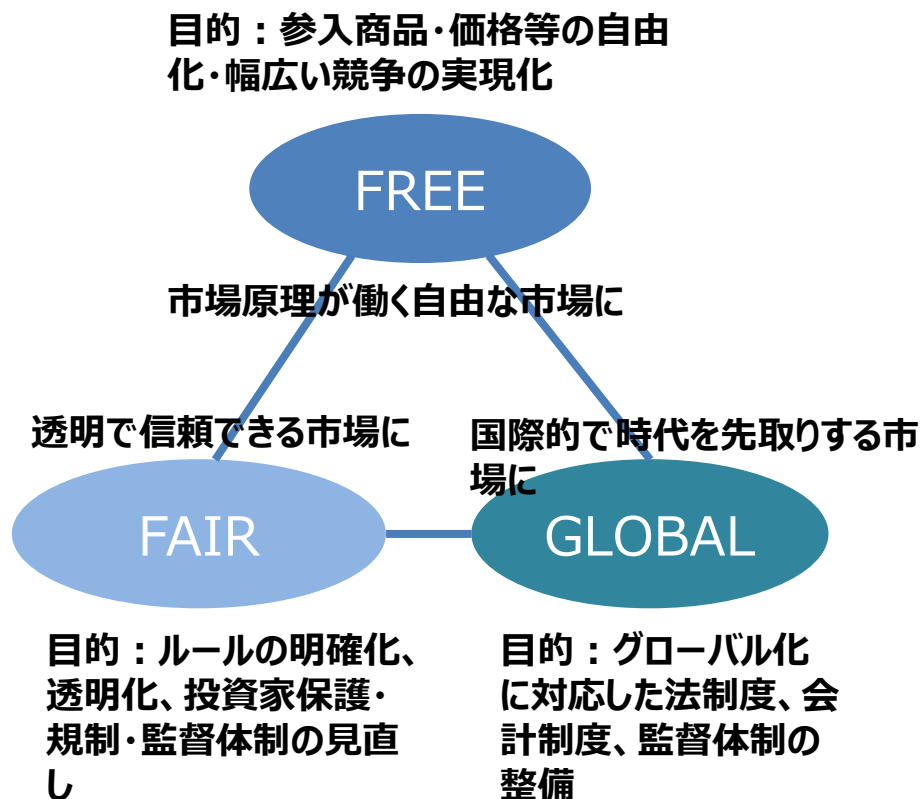 目的：参入商品・価格等の自由
化・幅広い競争の実現化
FREE
市場原理が働く自由な市場に
透明で信頼できる市場に
国際的で時代を先取りする市
場に
FAIR
GLOBAL
目的：ルールの明確化、
透明化、投資家保護・
規制・監督体制の見直
し
目的：グローバル化
に対応した法制度、会
計制度、監督体制の
整備